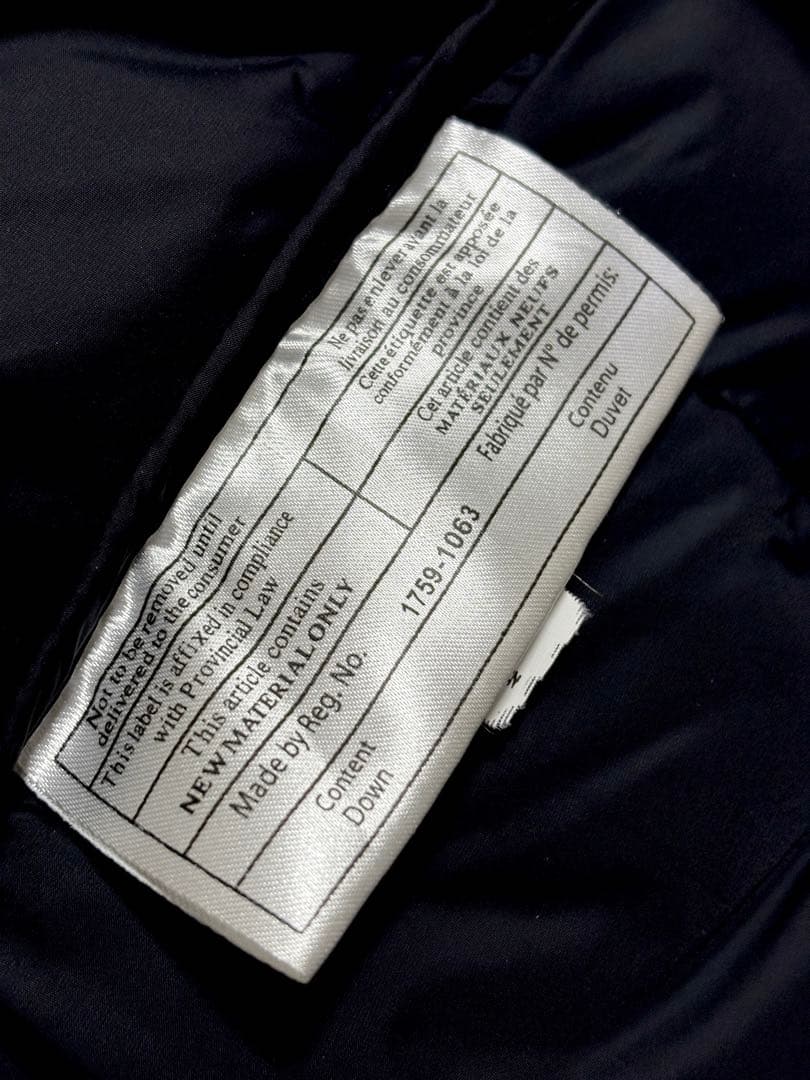 Not to be removed until
delivered to the consumer
This label is affixed in compliance
with Provincial Law
This article contains
NEW MATERIAL ONLY
Made by Reg. No.
1759-1063
Content
Down
Ne pas enlever avant la
livraison au consommateur
Cette étiquette est apposée
conformément à la loi de la
province
Cet article contient des
MATÉRIAUX NEUFS
SEULEMENT
Fabriqué par N° de permis:
Contenu
Duvet